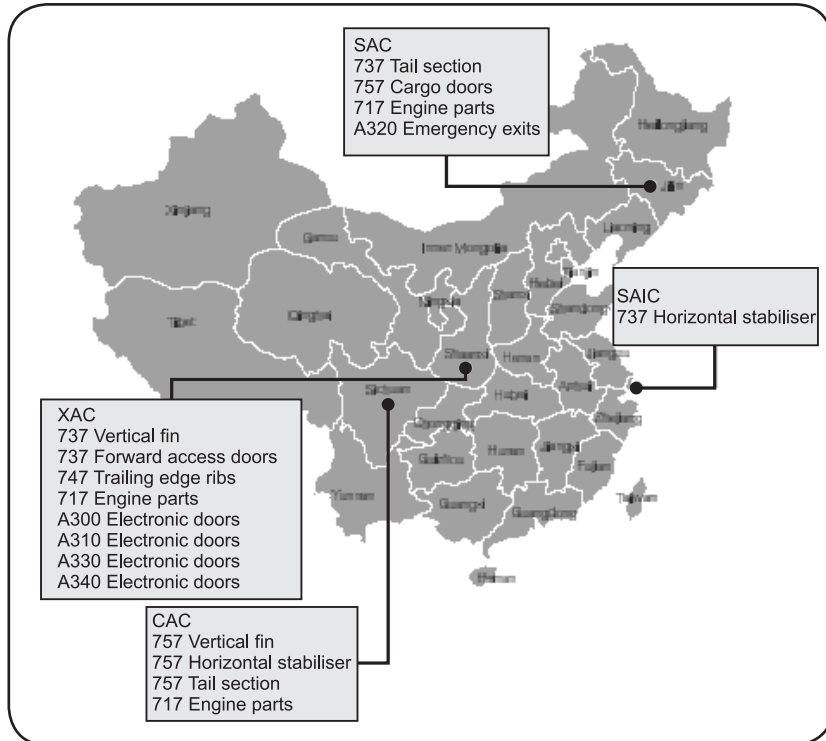 SAC
737 Tail section
757 Cargo doors
717 Engine parts
A320 Emergency exits
Heilongjiang
Xinjiang
Jilin
Liaoning
Gansu
Inner Mongolia
Hebei
Tianjin
SAIC
737 Horizontal stabiliser
Ningxia
Shanxi
Shandong
Tibet
Qinghai
Shaanxi
Henan
Jiangsu
Sichuan
Hubei
Anhui
XAC
737 Vertical fin
737 Forward access doors
747 Trailing edge ribs
717 Engine parts
A300 Electronic doors
A310 Electronic doors
A330 Electronic doors
A340 Electronic doors
Chongqing
Zhejiang
Guizhou
Hunan
Jiangxi
Fujian
Yunnan
Guangxi
Guangdong
Taiwan
Hainan
CAC
757 Vertical fin
757 Horizontal stabiliser
757 Tail section
717 Engine parts